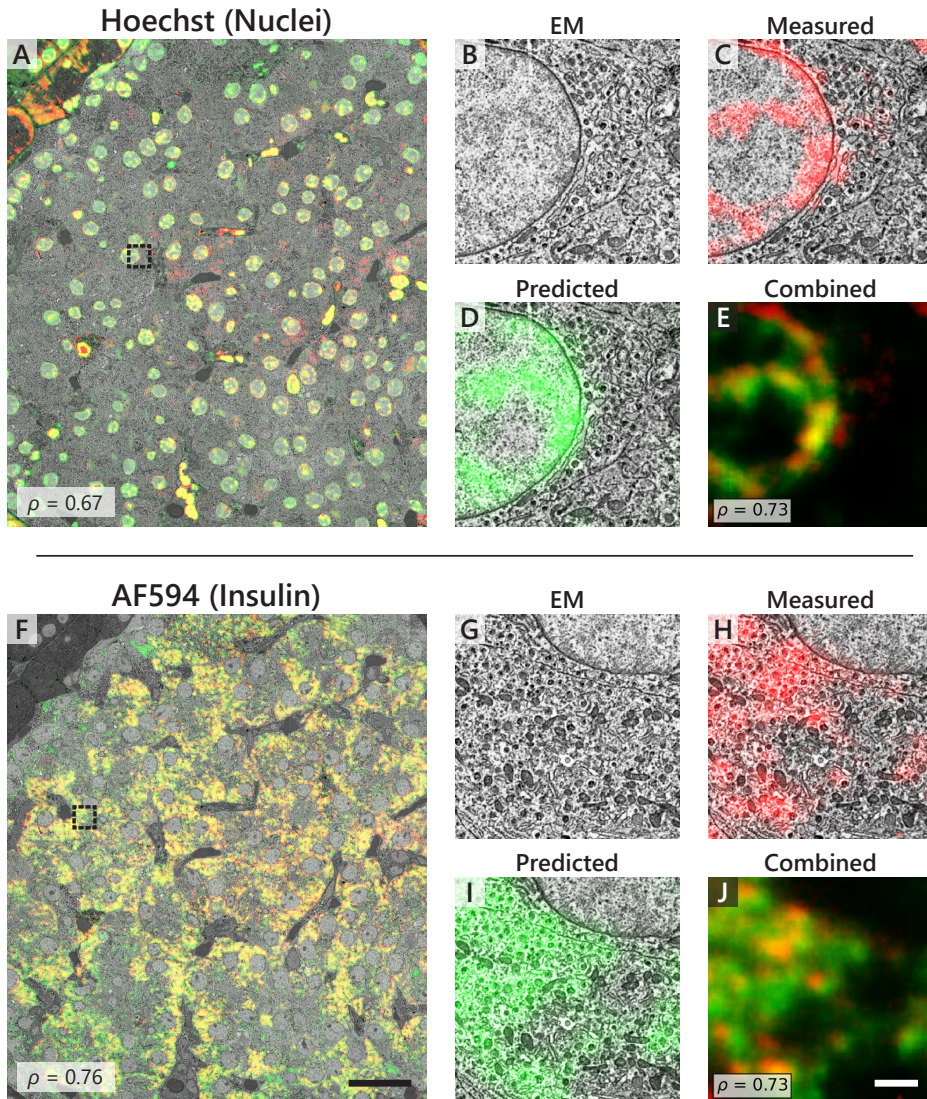 Hoechst (Nuclei)
A
ρ = 0.67
EM
B
Measured
C
Predicted
D
Combined
E
ρ = 0.73
AF594 (Insulin)
F
ρ = 0.76
EM
G
Measured
H
Predicted
I
Combined
J
ρ = 0.73